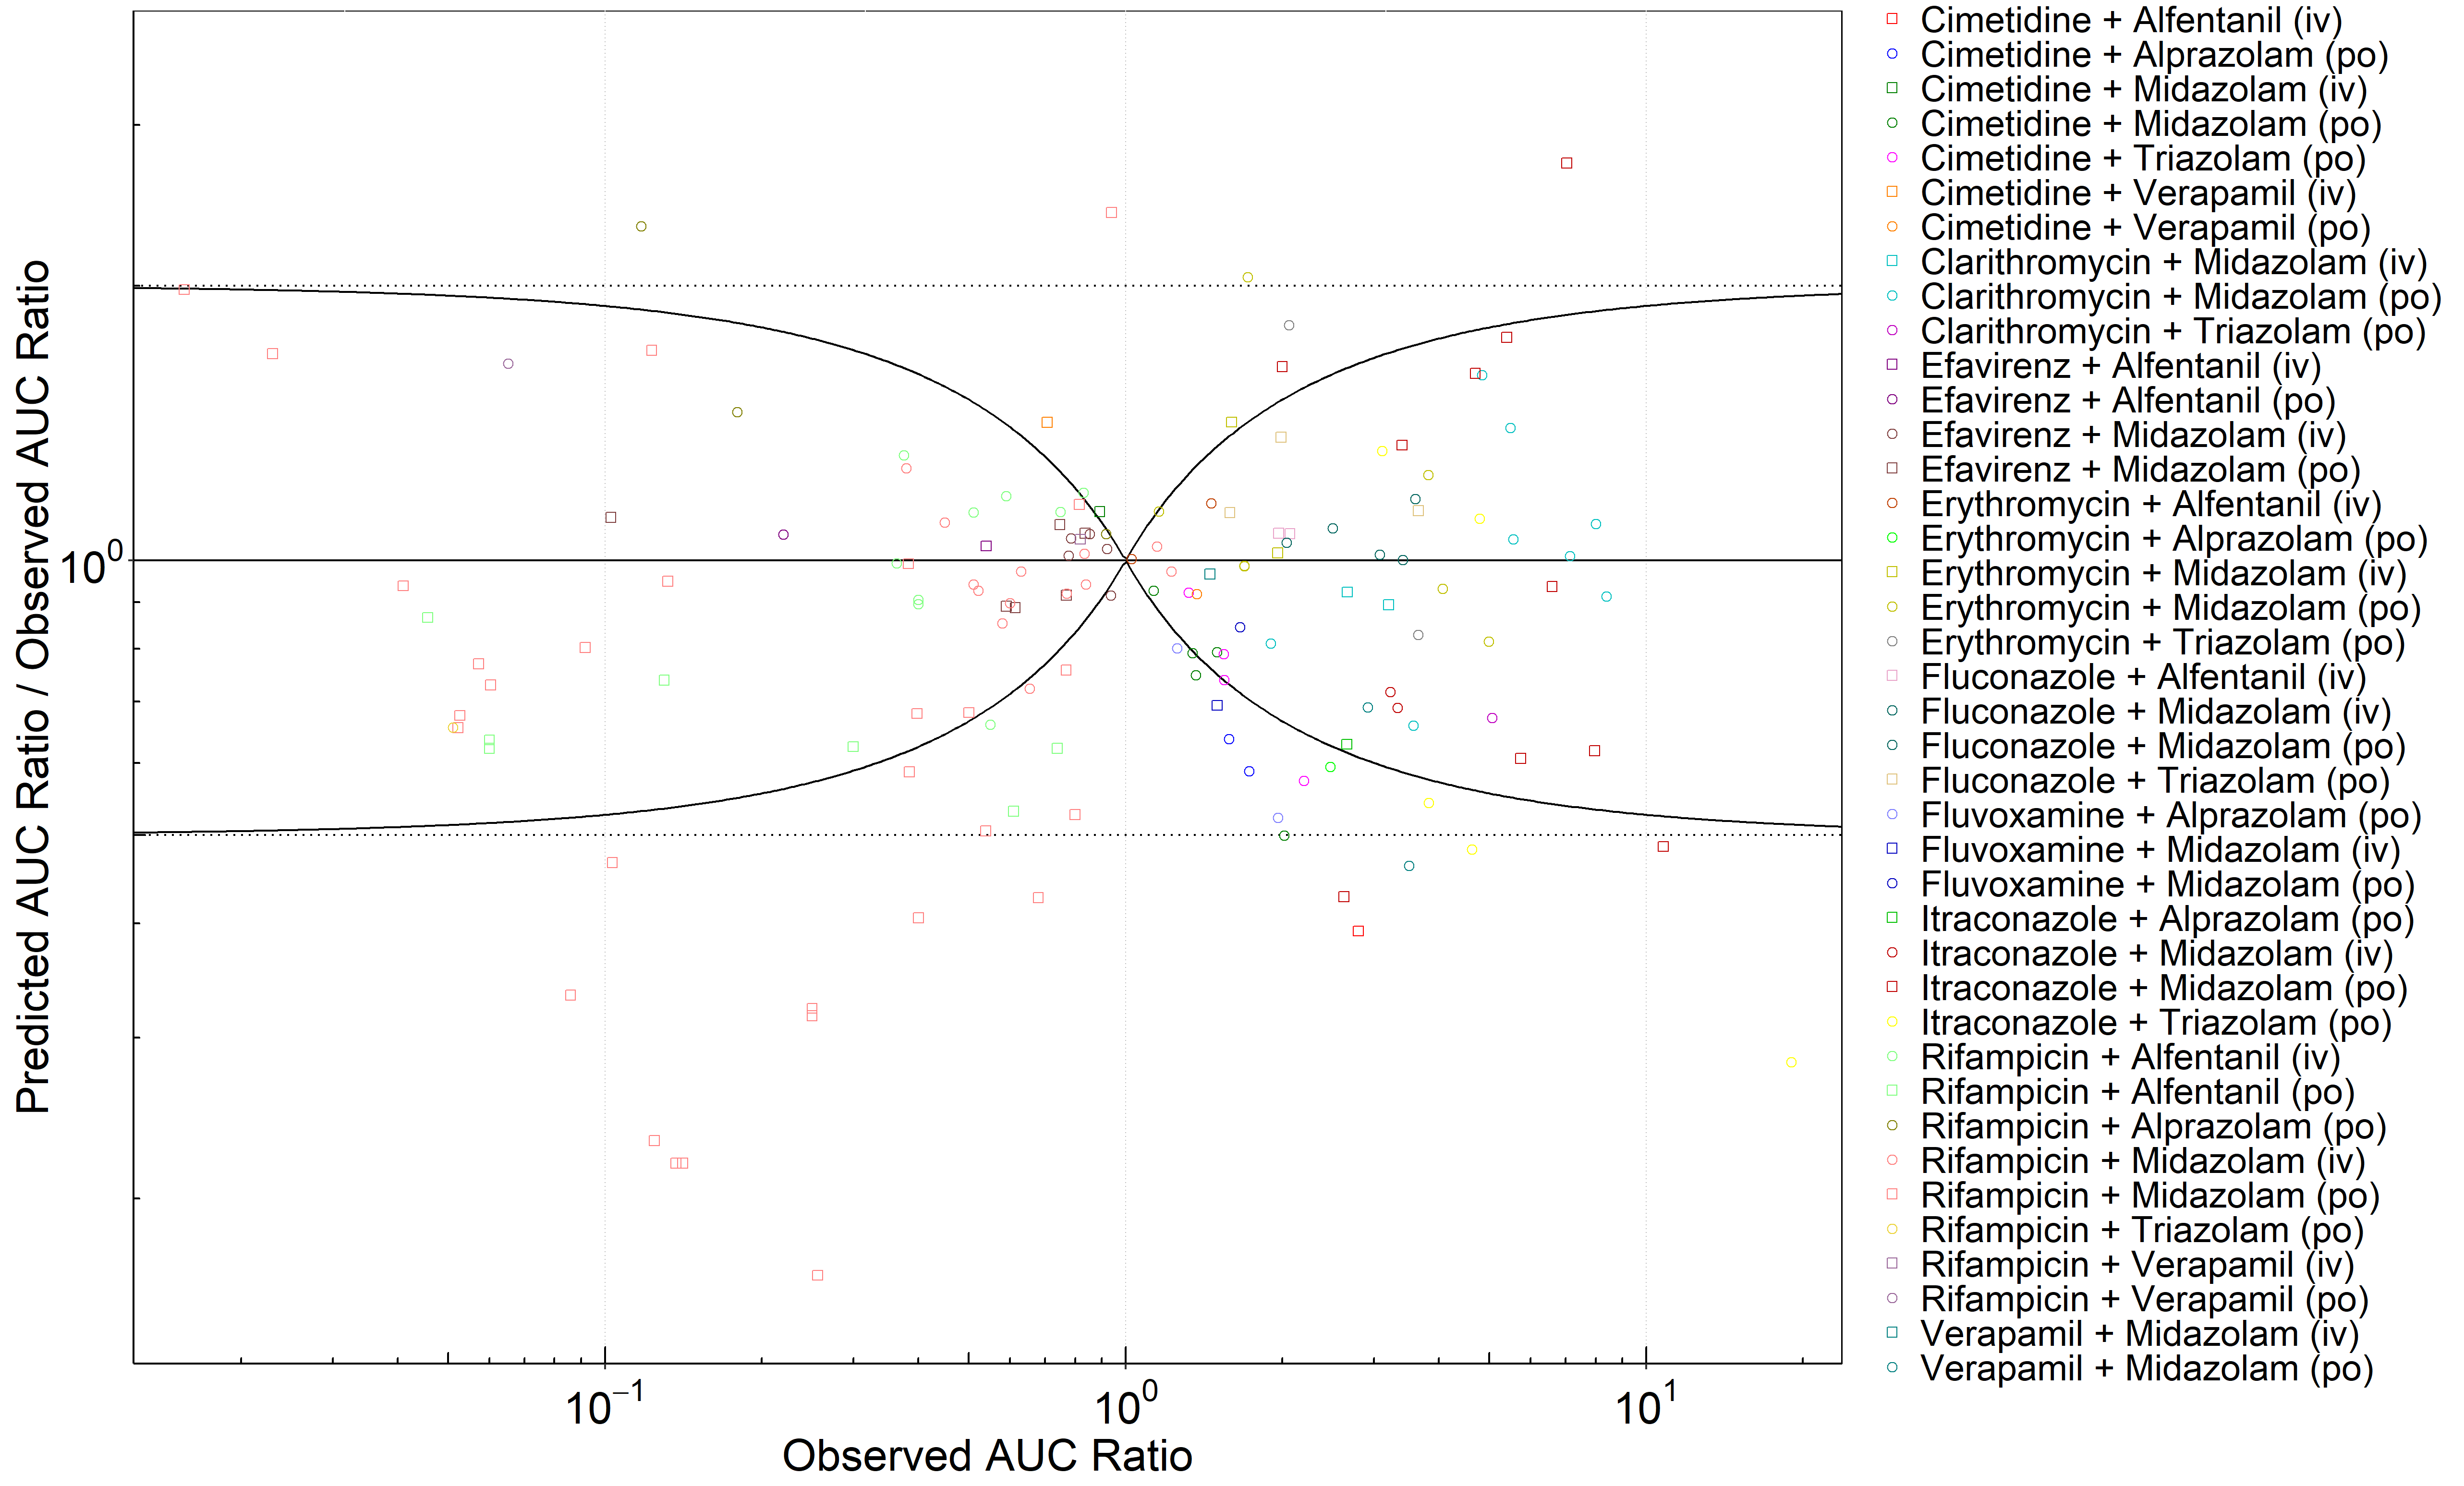 Predicted AUC Ratio / Observed AUC Ratio
10^0
10^−1
10^0
10^1
Observed AUC Ratio
Cimetidine + Alfentanil (iv)
Cimetidine + Alprazolam (po)
Cimetidine + Midazolam (iv)
Cimetidine + Midazolam (po)
Cimetidine + Triazolam (po)
Cimetidine + Verapamil (iv)
Cimetidine + Verapamil (po)
Clarithromycin + Midazolam (iv)
Clarithromycin + Midazolam (po)
Clarithromycin + Triazolam (po)
Efavirenz + Alfentanil (iv)
Efavirenz + Alfentanil (po)
Efavirenz + Midazolam (iv)
Efavirenz + Midazolam (po)
Erythromycin + Alfentanil (iv)
Erythromycin + Alprazolam (po)
Erythromycin + Midazolam (iv)
Erythromycin + Midazolam (po)
Erythromycin + Triazolam (po)
Fluconazole + Alfentanil (iv)
Fluconazole + Midazolam (iv)
Fluconazole + Midazolam (po)
Fluconazole + Triazolam (po)
Fluvoxamine + Alprazolam (po)
Fluvoxamine + Midazolam (iv)
Fluvoxamine + Midazolam (po)
Itraconazole + Alprazolam (po)
Itraconazole + Midazolam (iv)
Itraconazole + Midazolam (po)
Itraconazole + Triazolam (po)
Rifampicin + Alfentanil (iv)
Rifampicin + Alfentanil (po)
Rifampicin + Alprazolam (po)
Rifampicin + Midazolam (iv)
Rifampicin + Midazolam (po)
Rifampicin + Triazolam (po)
Rifampicin + Verapamil (iv)
Rifampicin + Verapamil (po)
Verapamil + Midazolam (iv)
Verapamil + Midazolam (po)